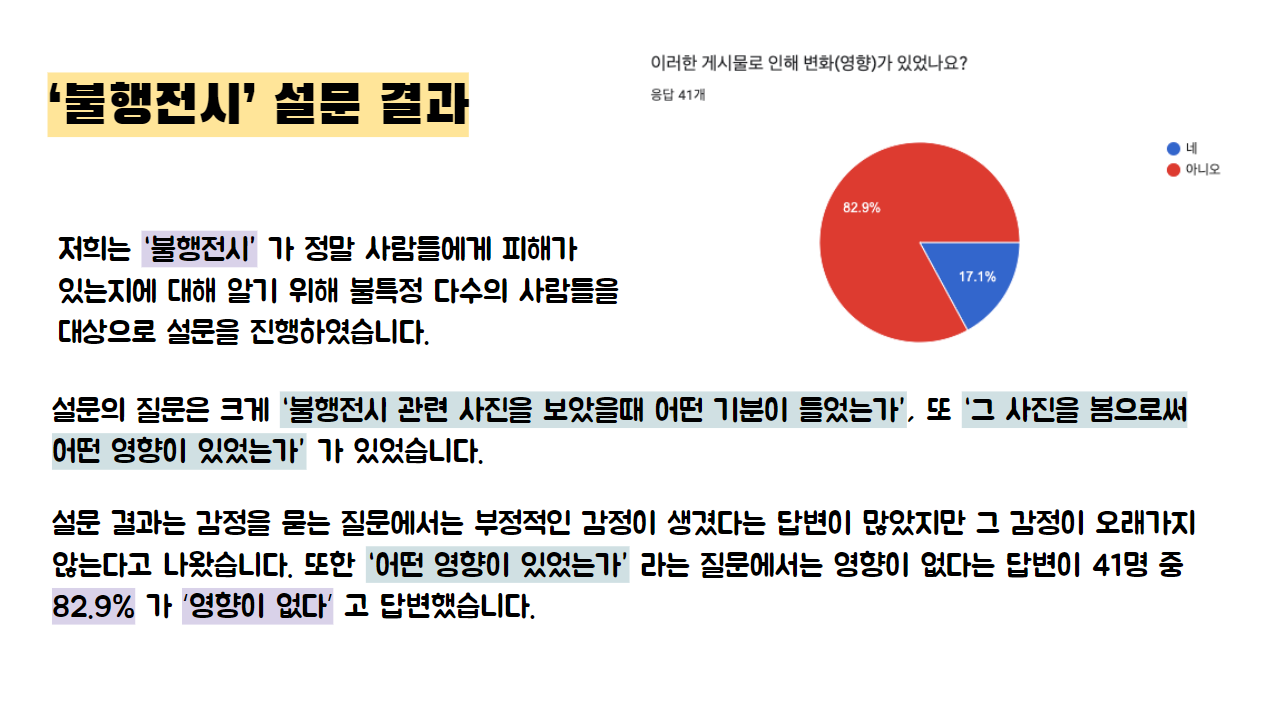 ‘불행전시’ 설문 결과
이러한 게시물로 인해 변화(영향)가 있었나요?
응답 41개
네
아니오
82.9%
17.1%
저희는 ‘불행전시’ 가 정말 사람들에게 피해가
있는지에 대해 알기 위해 불특정 다수의 사람들을
대상으로 설문을 진행하였습니다.
설문의 질문은 크게 ‘불행전시 관련 사진을 보았을때 어떤 기분이 들었는가’, 또 ‘그 사진을 봄으로써
어떤 영향이 있었는가’ 가 있었습니다.
설문 결과는 감정을 묻는 질문에서는 부정적인 감정이 생겼다는 답변이 많았지만 그 감정이 오래가지
않는다고 나왔습니다. 또한 ‘어떤 영향이 있었는가’ 라는 질문에서는 영향이 없다는 답변이 41명 중
82.9% 가 ‘영향이 없다’ 고 답변했습니다.